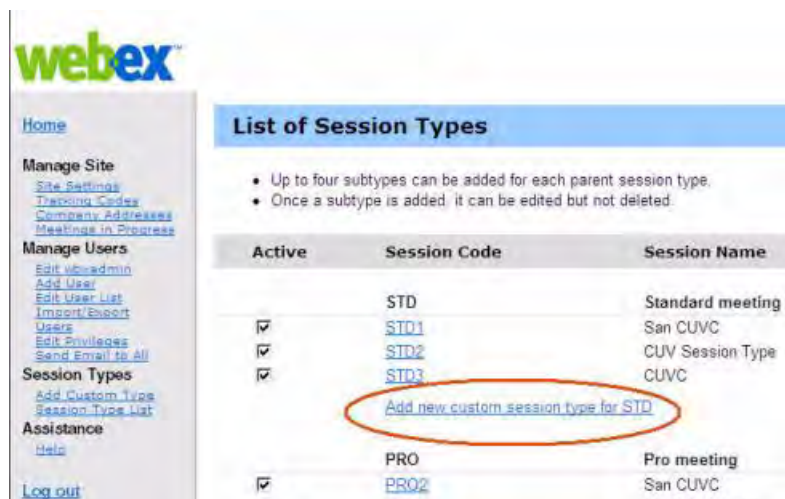 webex™
Home
Manage Site
Site Settings
Tracking Codes
Company Addresses
Meetings in Progress
Manage Users
Edit wbxadmin
Add User
Edit User List
Import/Export
Users
Edit Privileges
Send Email to All
Session Types
Add Custom Type
Session Type List
Assistance
Help
Log out
List of Session Types
• Up to four subtypes can be added for each parent session type.
• Once a subtype is added it can be edited but not deleted.
Active Session Code Session Name
STD Standard meeting
STD1 San CUVC
STD2 CUV Session Type
STD3 CUVC
Add new custom session type for STD
PRO Pro meeting
PRO2 San CUVC